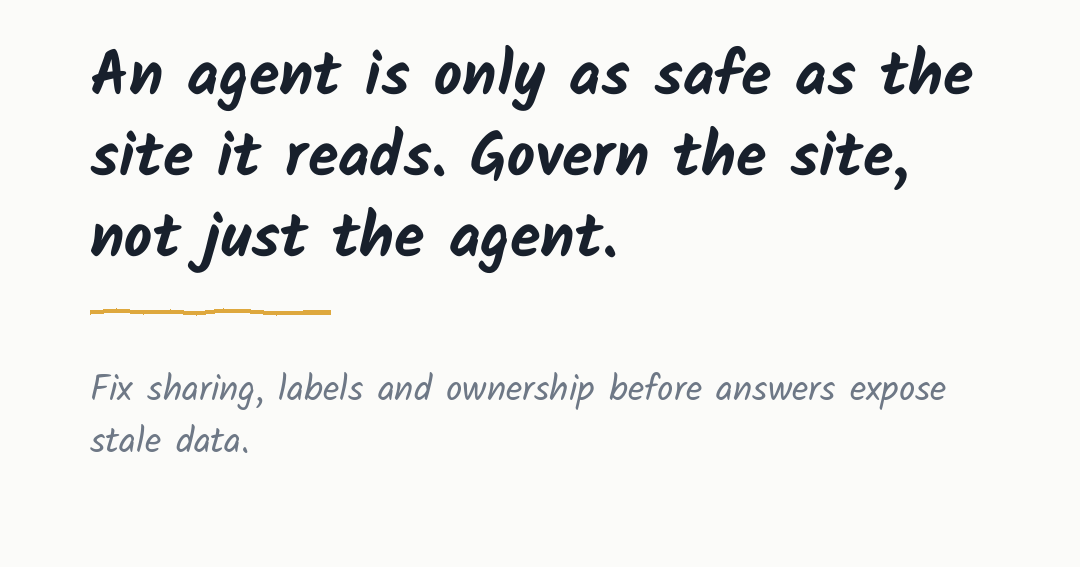 An agent is only as safe as the
site it reads. Govern the site,
not just the agent.
Fix sharing, labels and ownership before answers expose
stale data.